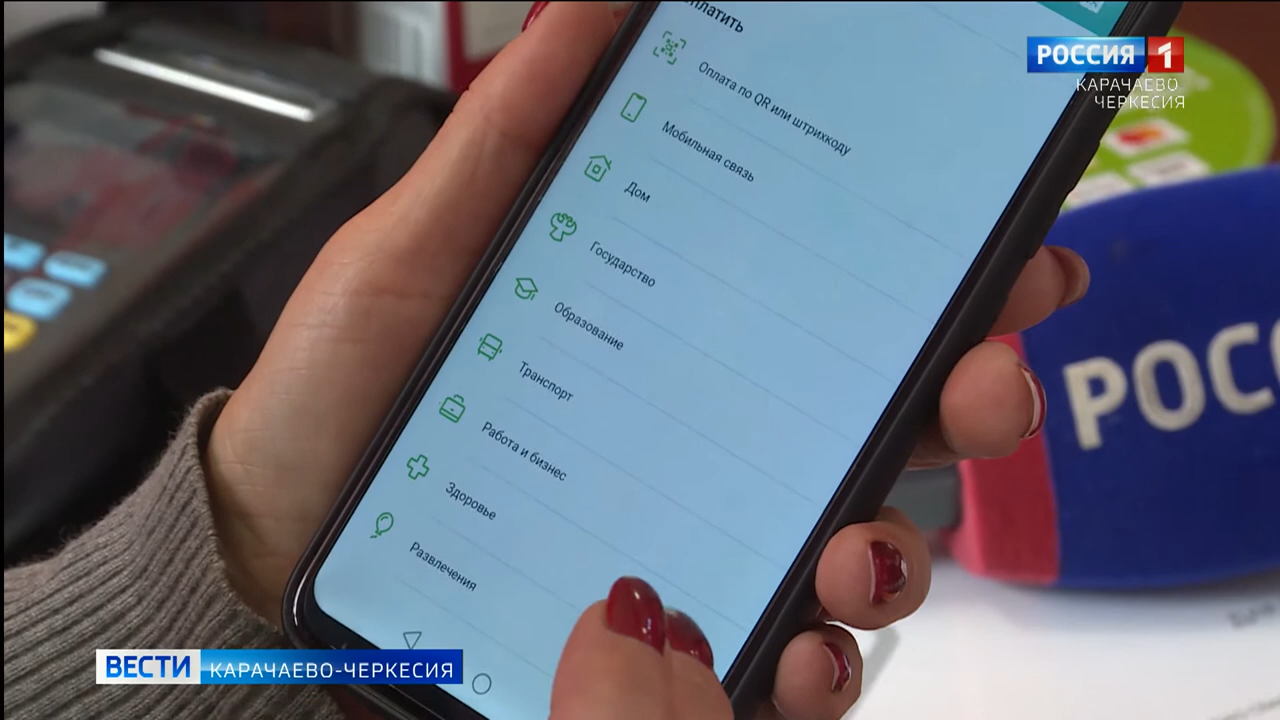 РОССИЯ 1
КАРАЧАЕВО
ЧЕРКЕСИЯ
Оплата по QR или штрихкоду
Мобильная связь
Дом
Государство
Образование
Транспорт
Работа и бизнес
Здоровье
Развлечения
РОСС
ВЕСТИ КАРАЧАЕВО-ЧЕРКЕСИЯ